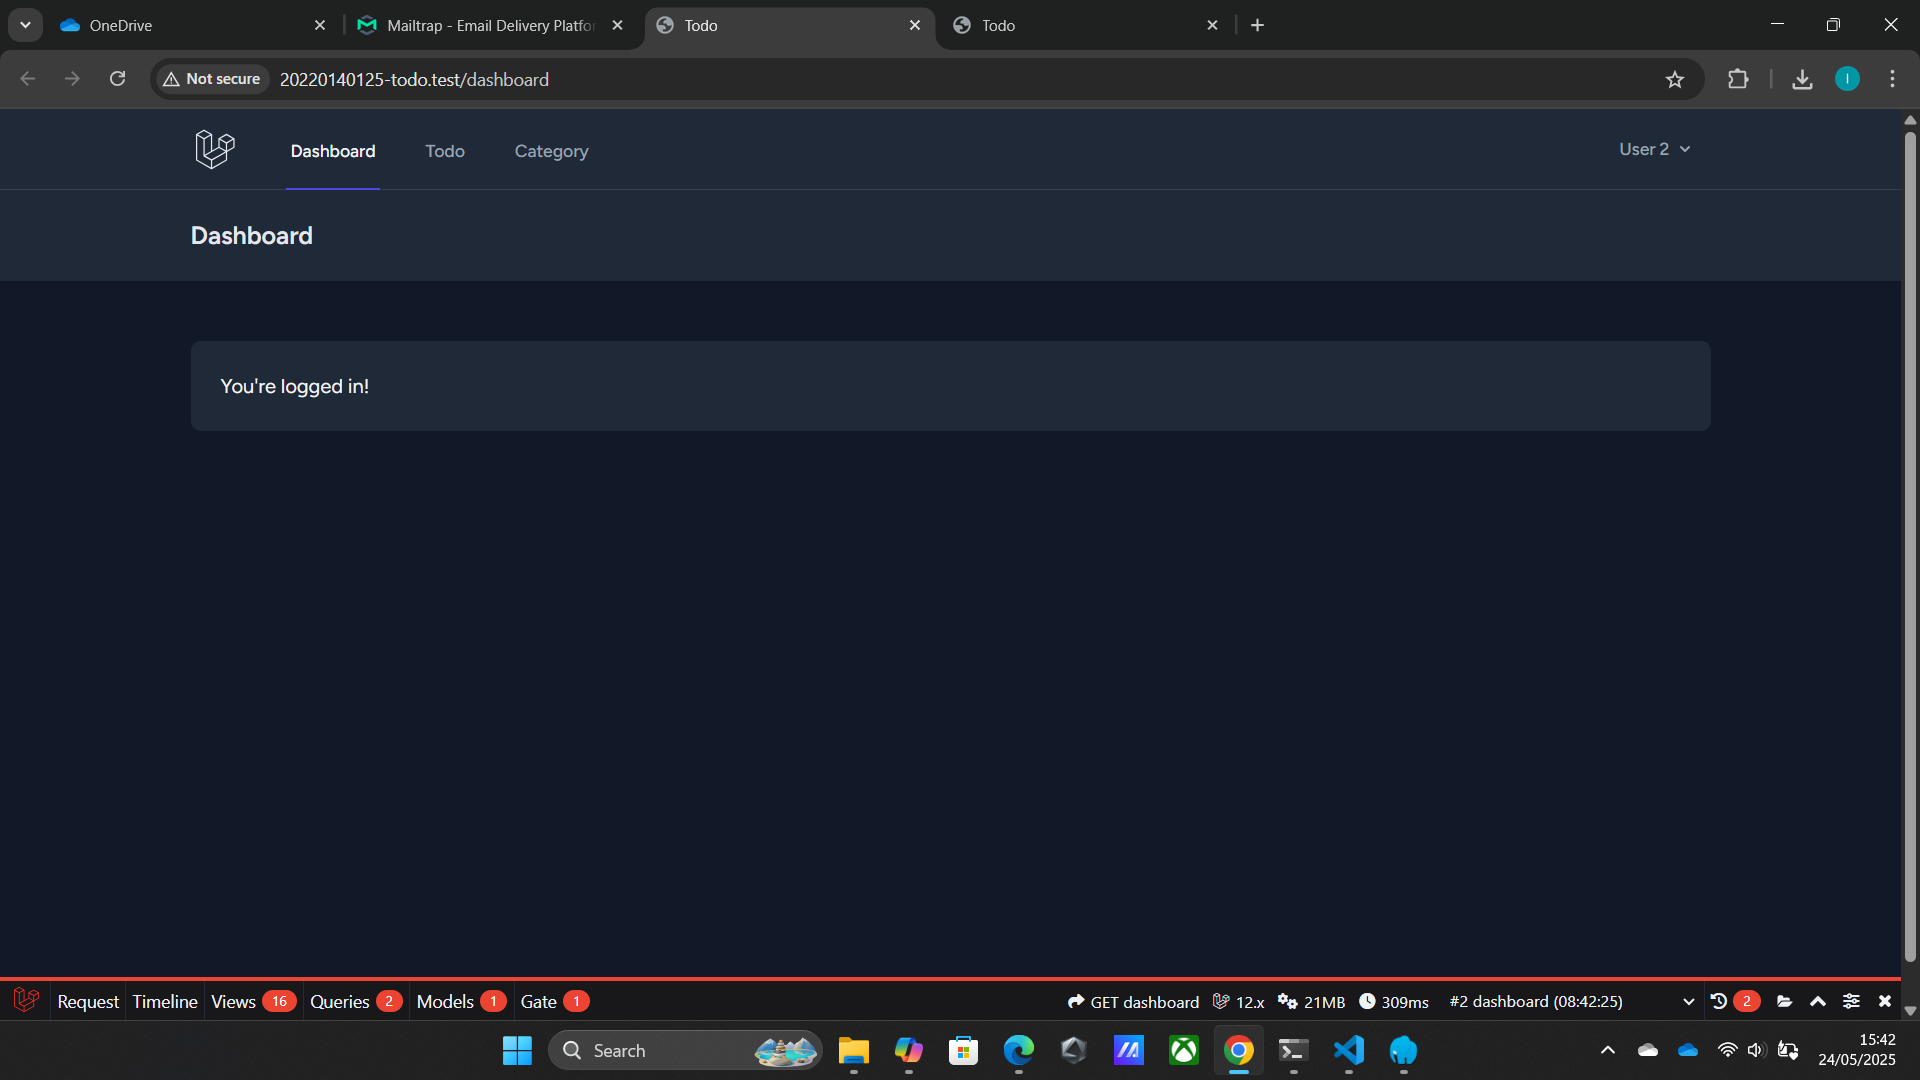 OneDrive
Mailtrap - Email Delivery Platfo
Todo
Todo
Not secure
20220140125-todo.test/dashboard
I
Dashboard
Todo
Category
User 2
Dashboard
You're logged in!
Request
Timeline
Views 16
Queries 2
Models 1
Gate 1
GET dashboard
12.x
21MB
309ms
#2 dashboard (08:42:25)
2
Search
15:42
24/05/2025